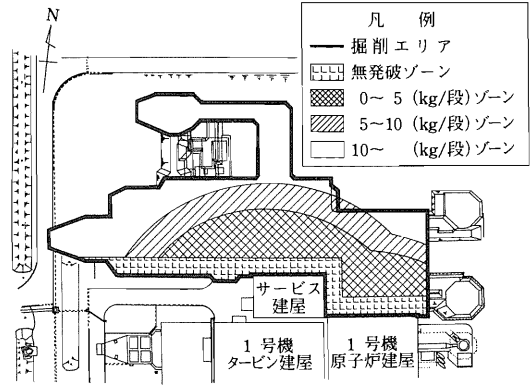 N
凡 例
掘削エリア
無発破ゾーン
0～ 5 (kg/段)ゾーン
5～10 (kg/段)ゾーン
10～ (kg/段)ゾーン
サービス
建屋
1号機
タービン建屋
1号機
原子炉建屋